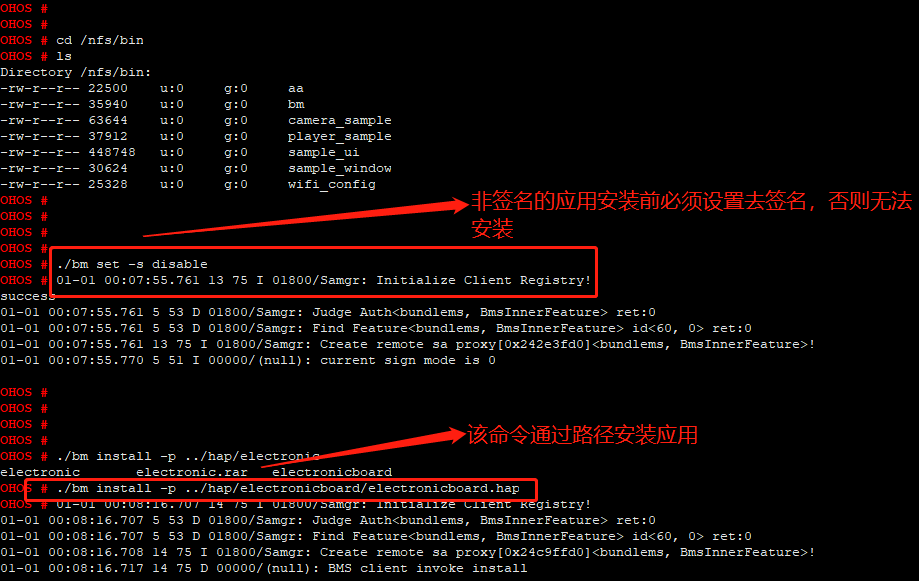 OHOS #
OHOS #
OHOS # cd /nfs/bin
OHOS # ls
Directory /nfs/bin:
-rw-r--r-- 22500 u:0 g:0 aa
-rw-r--r-- 35940 u:0 g:0 bm
-rw-r--r-- 63644 u:0 g:0 camera_sample
-rw-r--r-- 37912 u:0 g:0 player_sample
-rw-r--r-- 448748 u:0 g:0 sample_ui
-rw-r--r-- 30624 u:0 g:0 sample_window
-rw-r--r-- 25328 u:0 g:0 wifi_config
OHOS #
非签名的应用安装前必须设置去签名，否则无法
安装
OHOS #
OHOS #
OHOS #
OHOS # ./bm set -s disable
OHOS # 01-01 00:07:55.761 13 75 I 01800/Samgr: Initialize Client Registry!
success
01-01 00:07:55.761 5 53 D 01800/Samgr: Judge Auth<bundlems, BmsInnerFeature> ret:0
01-01 00:07:55.761 5 53 D 01800/Samgr: Find Feature<bundlems, BmsInnerFeature> id<60, 0> ret:0
01-01 00:07:55.761 13 75 I 01800/Samgr: Create remote sa proxy[0x242e3fd0]<bundlems, BmsInnerFeature>!
01-01 00:07:55.770 5 51 I 00000/(null): current sign mode is 0
OHOS #
OHOS #
OHOS #
OHOS #
该命令通过路径安装应用
OHOS # ./bm install -p ../hap/electronic
electronic electronic.rar electronicboard
OHOS # ./bm install -p ../hap/electronicboard/electronicboard.hap
OHOS # 01-01 00:08:16.707 14 75 I 01800/Samgr: Initialize Client Registry!
01-01 00:08:16.707 5 53 D 01800/Samgr: Judge Auth<bundlems, BmsInnerFeature> ret:0
01-01 00:08:16.707 5 53 D 01800/Samgr: Find Feature<bundlems, BmsInnerFeature> id<60, 0> ret:0
01-01 00:08:16.708 14 75 I 01800/Samgr: Create remote sa proxy[0x24c9ffd0]<bundlems, BmsInnerFeature>!
01-01 00:08:16.717 14 75 D 00000/(null): BMS client invoke install